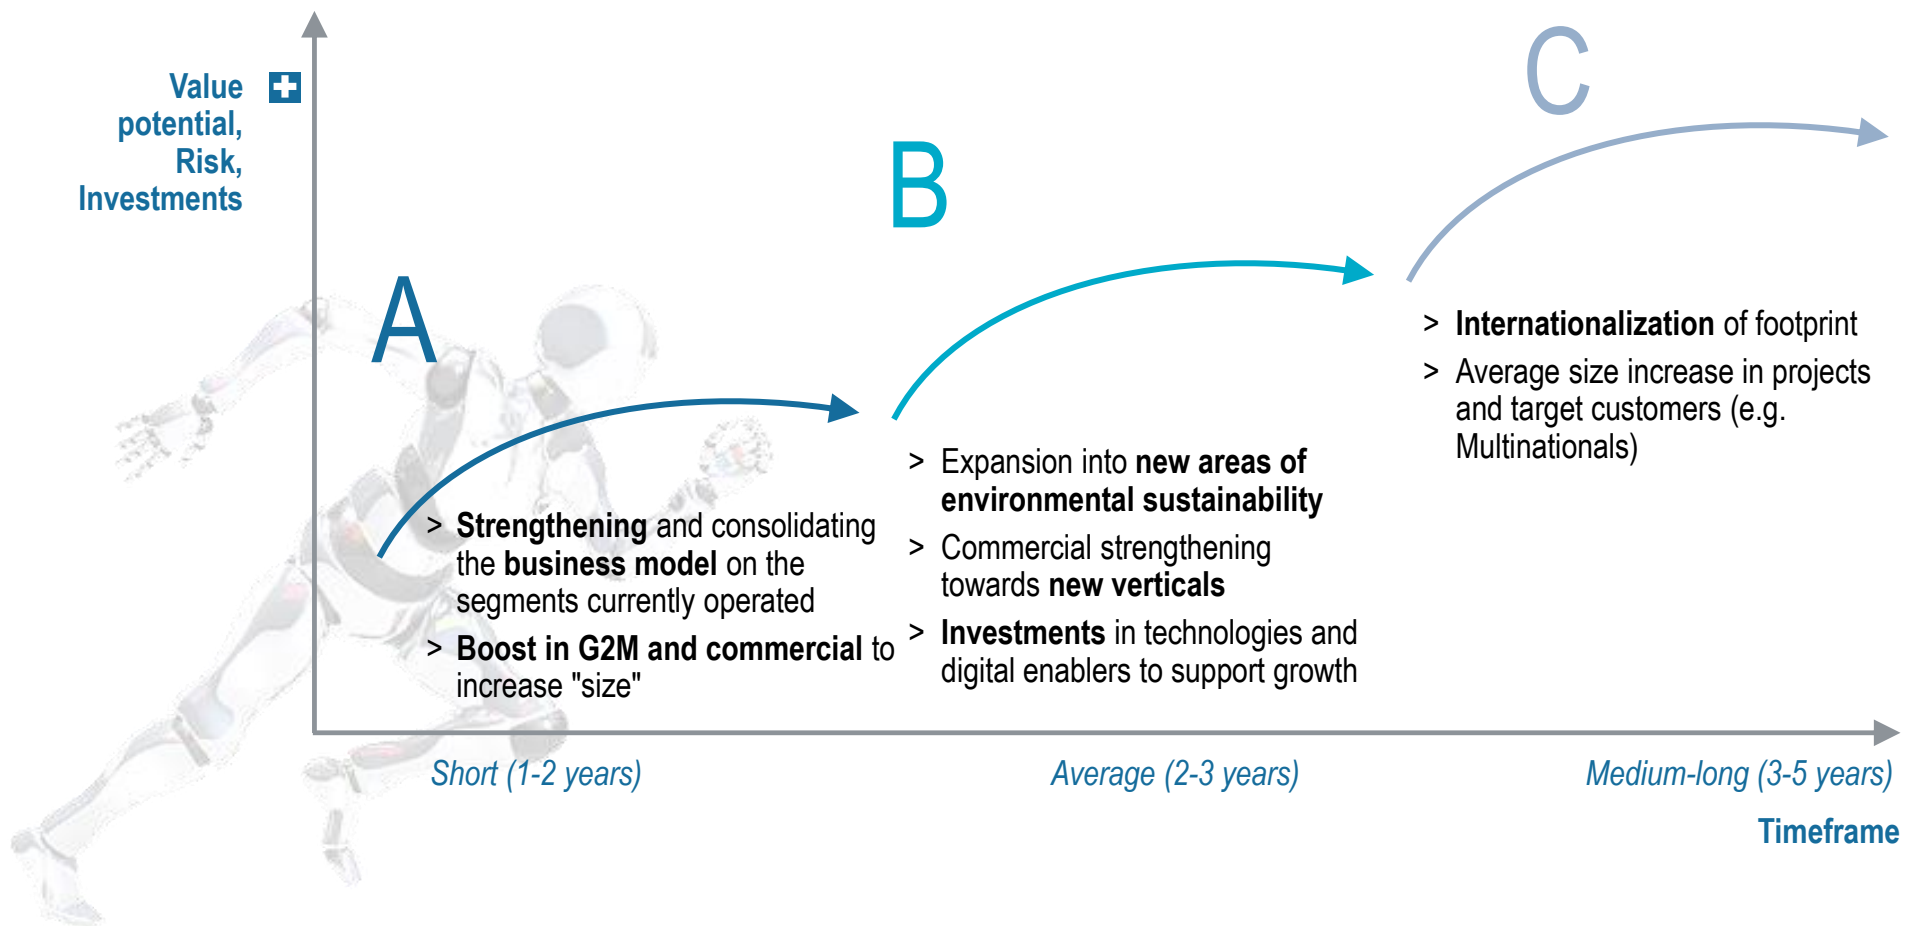 Value
potential,
Risk,
Investments
A
> Strengthening and consolidating
the business model on the
segments currently operated
> Boost in G2M and commercial to
increase "size"
B
> Expansion into new areas of
environmental sustainability
> Commercial strengthening
towards new verticals
> Investments in technologies and
digital enablers to support growth
C
> Internationalization of footprint
> Average size increase in projects
and target customers (e.g.
Multinationals)
Short (1-2 years)
Average (2-3 years)
Medium-long (3-5 years)
Timeframe